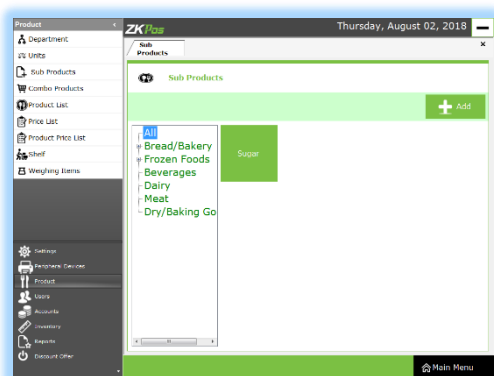 Product
Department
Units
Sub Products
Combo Products
Product List
Price List
Product Price List
Shelf
Weighing Items
Settings
Peripheral Devices
Product
Users
Accounts
Inventory
Reports
Discount Offer
ZKPos
Thursday, August 02, 2018
Sub
Products
x
Sub Products
Add
All
Bread/Bakery
Frozen Foods
Beverages
Dairy
Meat
Dry/Baking Go
Sugar
Main Menu